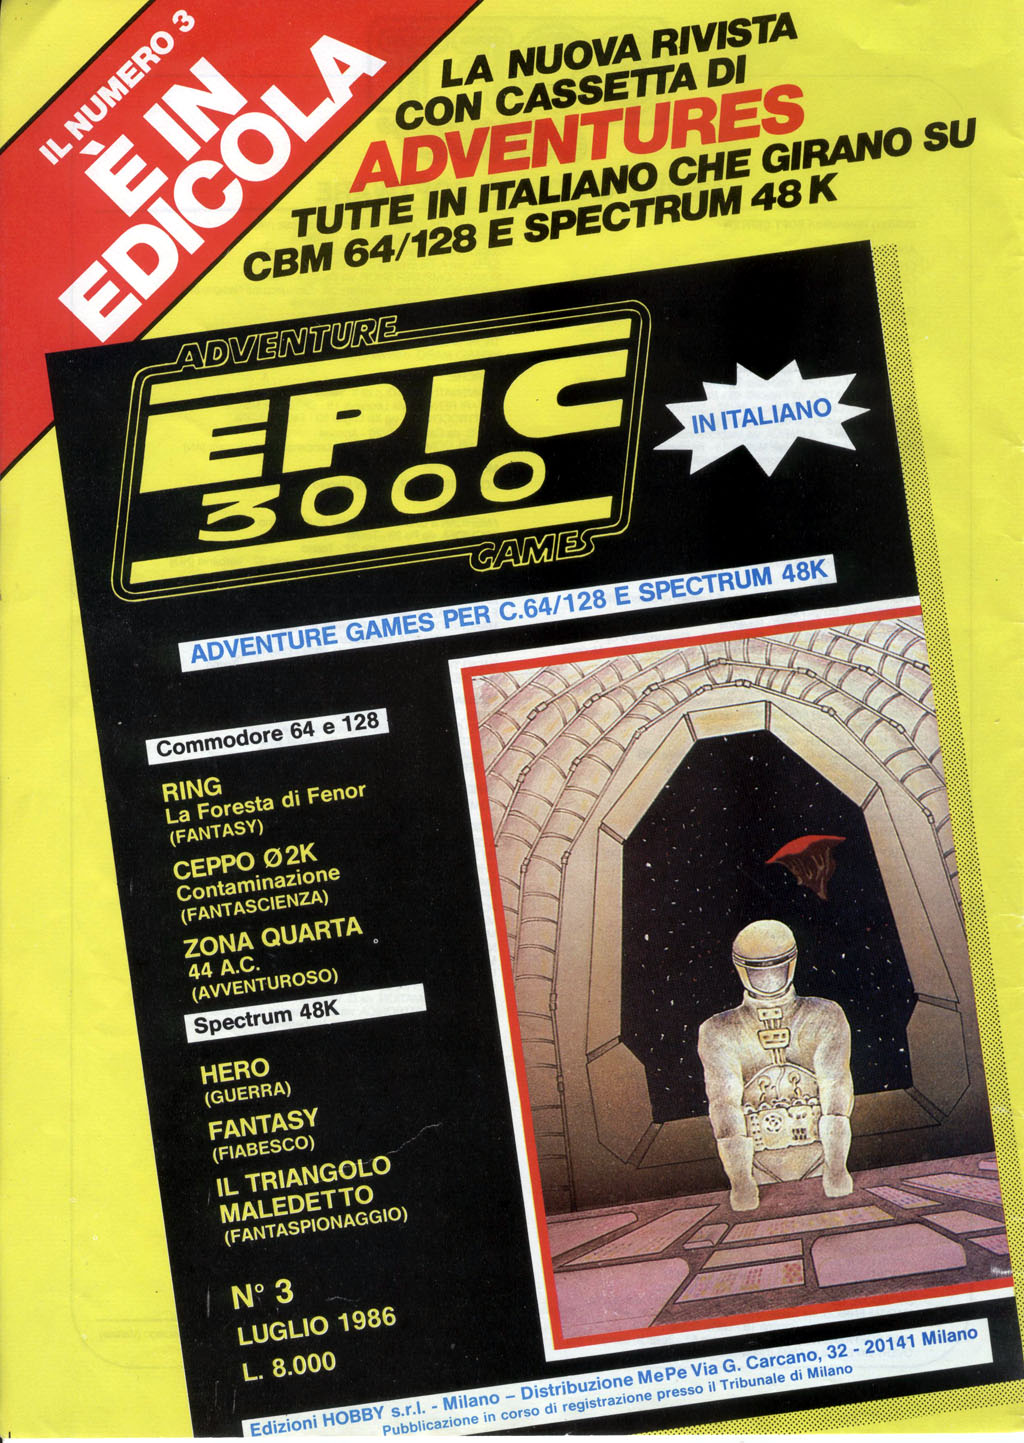 IL NUMERO 3
È IN
EDICOLA
LA NUOVA RIVISTA
CON CASSETTA DI
ADVENTURES
TUTTE IN ITALIANO CHE GIRANO SU
CBM 64/128 E SPECTRUM 48 K
ADVENTURE
EPIC
3000
GAMES
IN ITALIANO
ADVENTURE GAMES PER C.64/128 E SPECTRUM 48K
Commodore 64 e 128
RING
La Foresta di Fenor
(FANTASY)
CEPPO Ø2K
Contaminazione
(FANTASCIENZA)
ZONA QUARTA
44 A.C.
(AVVENTUROSO)
Spectrum 48K
HERO
(GUERRA)
FANTASY
(FIABESCO)
IL TRIANGOLO
MALEDETTO
(FANTASPIONAGGIO)
N° 3
LUGLIO 1986
L. 8.000
Edizioni HOBBY s.r.l. - Milano – Distribuzione MePe Via G. Carcano, 32 - 20141 Milano
Pubblicazione in corso di registrazione presso il Tribunale di Milano